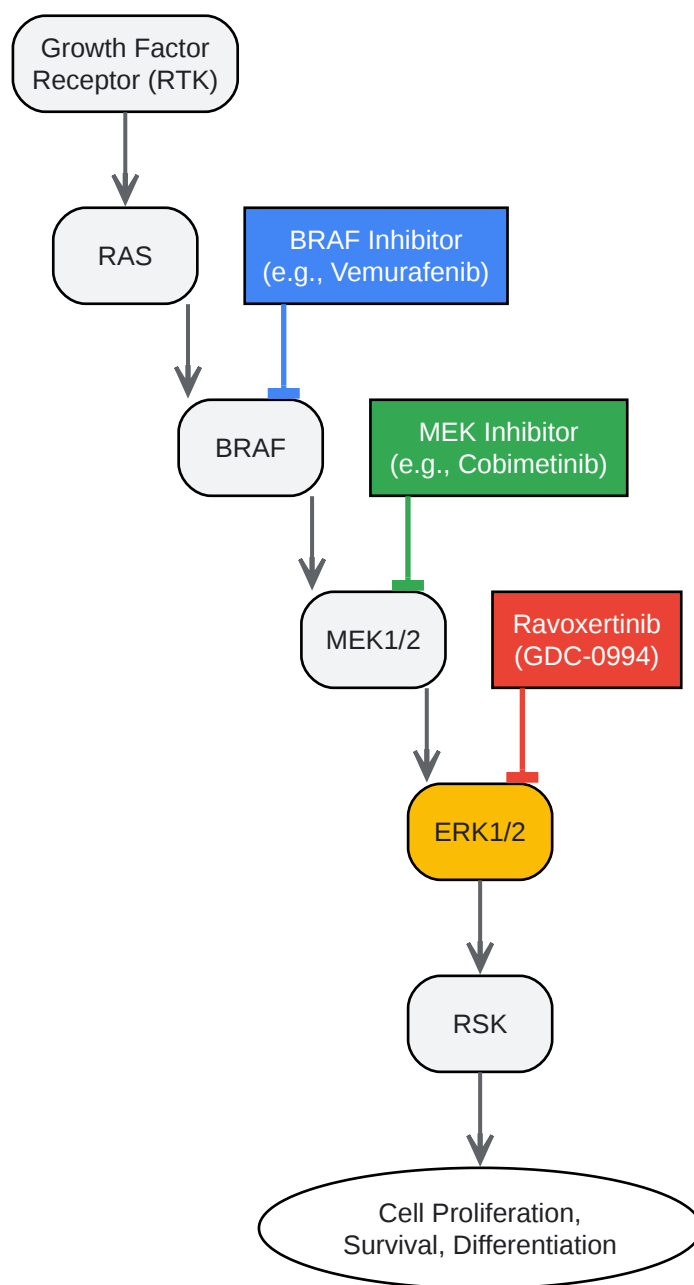 Growth Factor
Receptor (RTK)
RAS
BRAF Inhibitor
(e.g., Vemurafenib)
BRAF
MEK Inhibitor
(e.g., Cobimetinib)
MEK1/2
Ravoxertinib
(GDC-0994)
ERK1/2
RSK
Cell Proliferation,
Survival, Differentiation